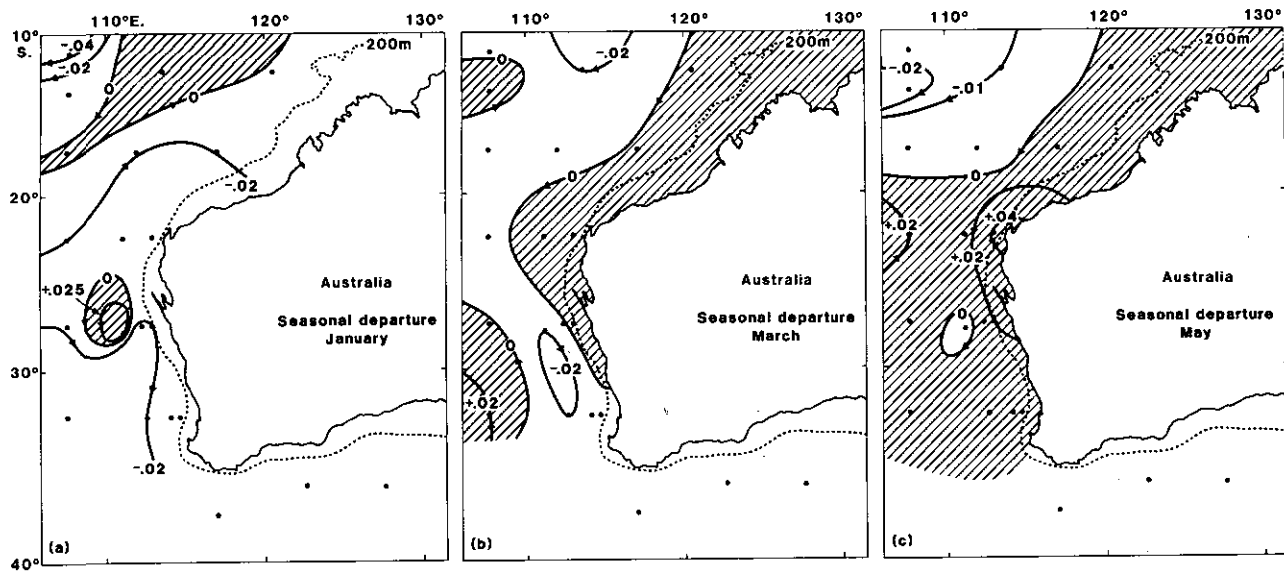 110°E. 120° 130°
110° 120° 130°
110° 120° 130°
10°
S.
20°
30°
40°
-.04
-.02
0
0
200m
-.02
+.025
0
-.02
Australia
Seasonal departure
January
(a)
-.02
0
0
200m
0
0
-.02
+.02
Australia
Seasonal departure
March
(b)
-.02
-.01
0
200m
0
+.02
+.04
+.02
0
Australia
Seasonal departure
May
(c)